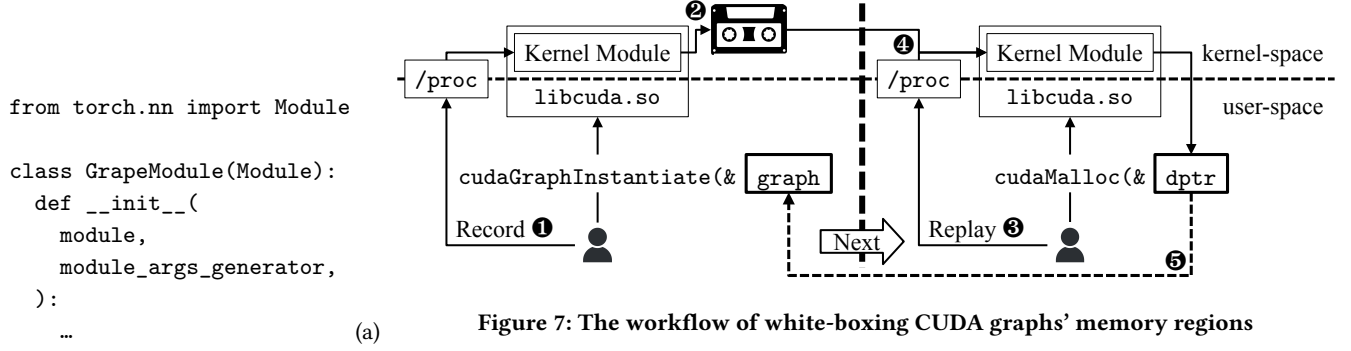 from torch.nn import Module
class GrapeModule(Module):
def __init__(
module,
module_args_generator,
):
…
(a)
❷
Kernel Module
/proc
libcuda.so
cudaGraphInstantiate(& graph
Record ❶
Next
❹
Kernel Module
kernel-space
/proc
libcuda.so
user-space
cudaMalloc(& dptr
Replay ❸
❺
Figure 7: The workflow of white-boxing CUDA graphs' memory regions